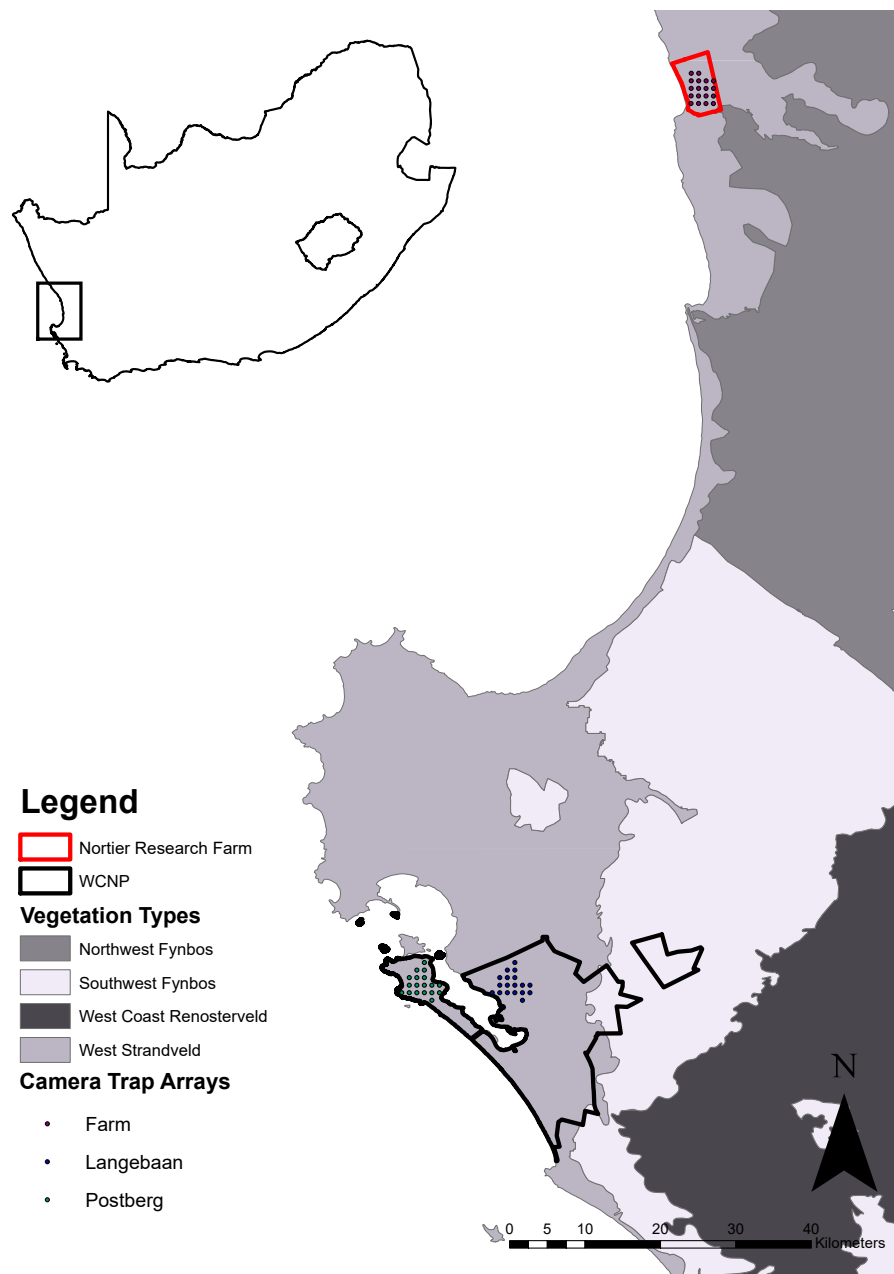 Legend
Nortier Research Farm
WCNP
Vegetation Types
Northwest Fynbos
Southwest Fynbos
West Coast Renosterveld
West Strandveld
Camera Trap Arrays
Farm
Langebaan
Postberg
N
0 5 10 20 30 40
Kilometers